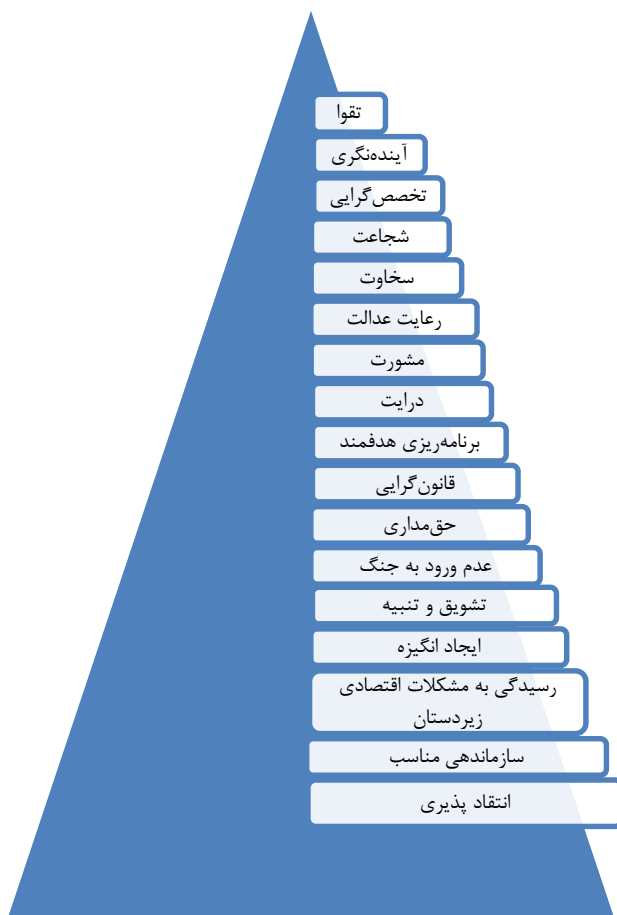 تقوا
آینده‌نگری
تخصص‌گرایی
شجاعت
سخاوت
رعایت عدالت
مشورت
درایت
برنامه‌ریزی هدفمند
قانون‌گرایی
حق‌مداری
عدم ورود به جنگ
تشویق و تنبیه
ایجاد انگیزه
رسیدگی به مشکلات اقتصادی
زیردستان
سازماندهی مناسب
انتقاد پذیری